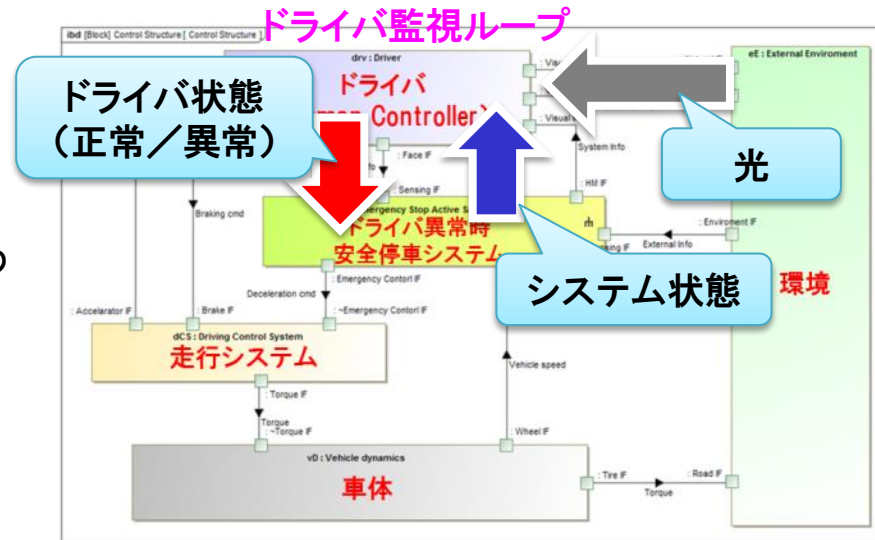 ドライバ監視ループ
ibd [Block] Control Structure [ Control Structure ]
drv : Driver
eE : External Enviroment
ドライバ状態
（正常／異常）
ドライバ
Controller)
光
: Face IF
System Info
: Sensing IF
: HM IF
Braking cmd
ドライバ異常時
安全停車システム
: Enviroment IF
External Info
システム状態
環境
の
: Emergency Contorl IF
Deceleration cmd
: Accelarator IF
: Brake IF
: ~Emergency Contorl IF
dCS : Driving Control System
走行システム
Vehicle speed
: Torque IF
Torque
: ~Torque IF
: Wheel IF
vD : Vehicle dynamics
車体
: Tire IF
: Road IF
Torque